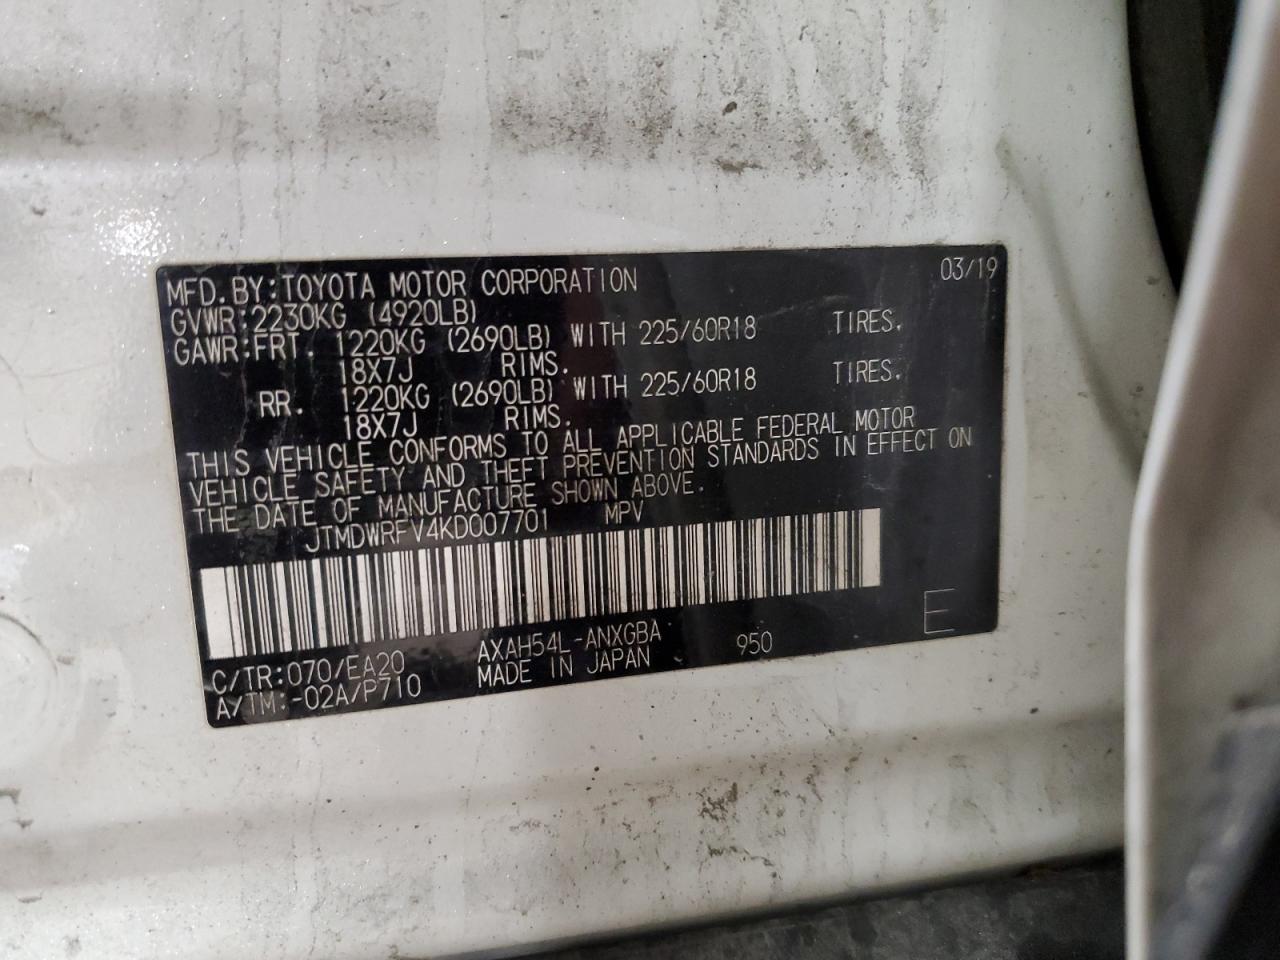 MFD. BY: TOYOTA MOTOR CORPORATION 03/19
GVWR: 2230KG (4920LB)
GAWR: FRT. 1220KG (2690LB) WITH 225/60R18 TIRES.
18X7J RIMS.
RR. 1220KG (2690LB) WITH 225/60R18 TIRES.
18X7J RIMS.
THIS VEHICLE CONFORMS TO ALL APPLICABLE FEDERAL MOTOR
VEHICLE SAFETY AND THEFT PREVENTION STANDARDS IN EFFECT ON
THE DATE OF MANUFACTURE SHOWN ABOVE.
JTMDWRFV4KD007701 MPV
C/TR: 070/EA20 AXAH54L-ANXGBA 950 E
A/TM: -02A/P710 MADE IN JAPAN